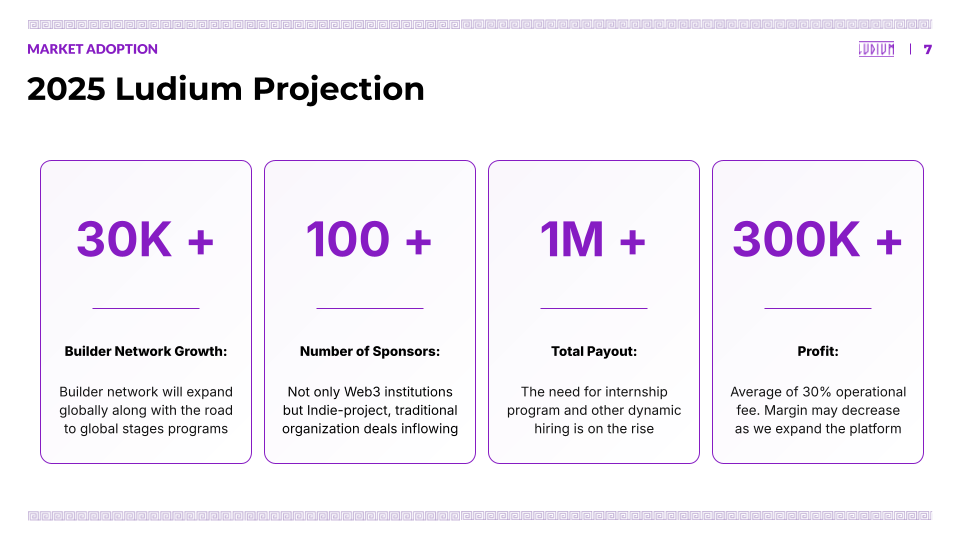 MARKET ADOPTION
LUDIUM | 7
2025 Ludium Projection
30K +
Builder Network Growth:
Builder network will expand
globally along with the road
to global stages programs
100 +
Number of Sponsors:
Not only Web3 institutions
but Indie-project, traditional
organization deals inflowing
1M +
Total Payout:
The need for internship
program and other dynamic
hiring is on the rise
300K +
Profit:
Average of 30% operational
fee. Margin may decrease
as we expand the platform